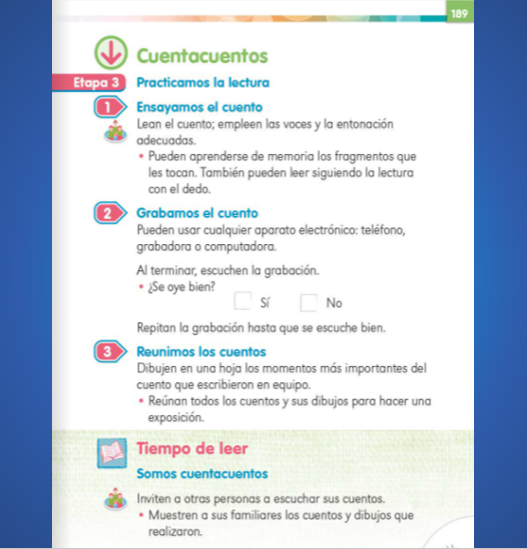 189
Cuentacuentos
Etapa 3 Practicamos la lectura
1 Ensayamos el cuento
Lean el cuento; empleen las voces y la entonación
adecuadas.
• Pueden aprenderse de memoria los fragmentos que
les tocan. También pueden leer siguiendo la lectura
con el dedo.
2 Grabamos el cuento
Pueden usar cualquier aparato electrónico: teléfono,
grabadora o computadora.
Al terminar, escuchen la grabación.
• ¿Se oye bien?
Sí No
Repitan la grabación hasta que se escuche bien.
3 Reunimos los cuentos
Dibujen en una hoja los momentos más importantes del
cuento que escribieron en equipo.
• Reúnan todos los cuentos y sus dibujos para hacer una
exposición.
Tiempo de leer
Somos cuentacuentos
Inviten a otras personas a escuchar sus cuentos.
• Muestren a sus familiares los cuentos y dibujos que
realizaron.